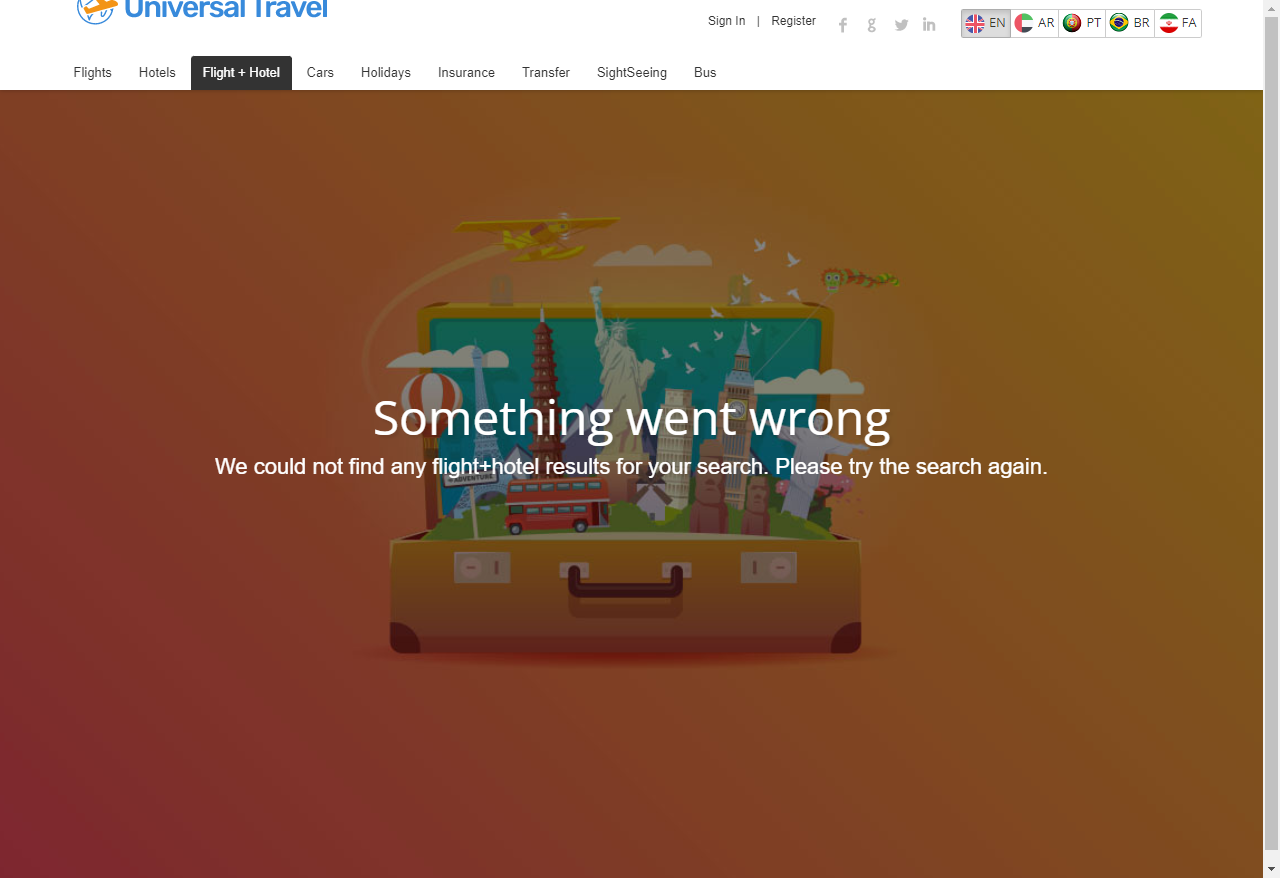 Universal Travel
Sign In | Register
EN AR PT BR FA
Flights Hotels Flight + Hotel Cars Holidays Insurance Transfer SightSeeing Bus
Something went wrong
We could not find any flight+hotel results for your search. Please try the search again.
ADVENTURE